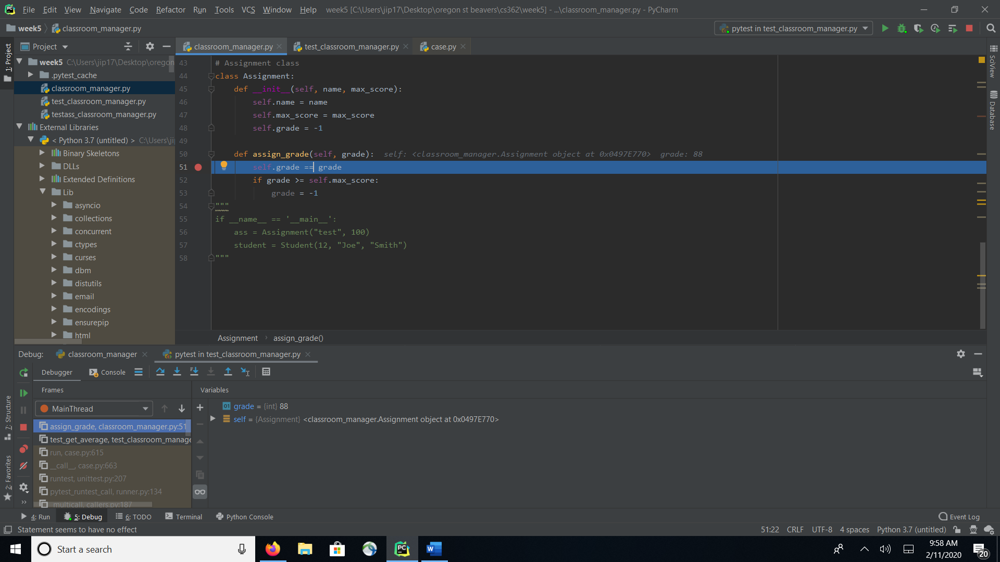 File Edit View Navigate Code Refactor Run Tools VCS Window Help week5 [C:\Users\jip17\Desktop\oregon st beavers\cs362\week5] - ...\classroom_manager.py - PyCharm
week5 classroom_manager.py
pytest in test_classroom_manager.py
1: Project
Project
classroom_manager.py
test_classroom_manager.py
case.py
week5 C:\Users\jip17\Desktop\oregon
.pytest_cache
classroom_manager.py
test_classroom_manager.py
testass_classroom_manager.py
External Libraries
< Python 3.7 (untitled) > C:\Users\ji
Binary Skeletons
DLLs
Extended Definitions
Lib
asyncio
collections
concurrent
ctypes
curses
dbm
distutils
email
encodings
ensurepip
html
43 # Assignment class
44 class Assignment:
45 def __init__(self, name, max_score):
46 self.name = name
47 self.max_score = max_score
48 self.grade = -1
49
50 def assign_grade(self, grade): self: <classroom_manager.Assignment object at 0x0497E770> grade: 88
51 self.grade == grade
52 if grade >= self.max_score:
53 grade = -1
54 """
55 if __name__ == '__main__':
56 ass = Assignment("test", 100)
57 student = Student(12, "Joe", "Smith")
58 """
Assignment assign_grade()
SciView
Database
Debug: classroom_manager pytest in test_classroom_manager.py
Debugger Console
Frames
MainThread
assign_grade, classroom_manager.py:51
test_get_average, test_classroom_manage
run, case.py:615
__call__, case.py:663
runtest, unittest.py:207
pytest_runtest_call, runner.py:134
_multicall, callers.py:187
Variables
grade = {int} 88
self = {Assignment} <classroom_manager.Assignment object at 0x0497E770>
7: Structure
2: Favorites
4: Run 5: Debug 6: TODO Terminal Python Console Event Log
Statement seems to have no effect 51:22 CRLF UTF-8 4 spaces Python 3.7 (untitled)
Start a search
9:58 AM
2/11/2020
20